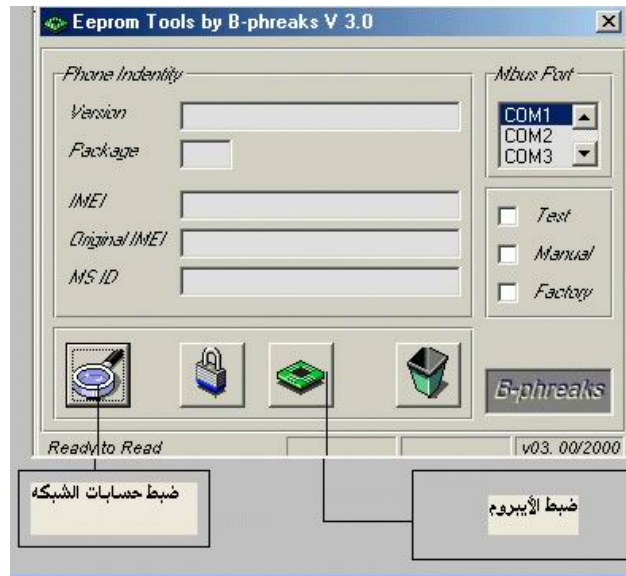 Eeprom Tools by B-phreaks V 3.0
Phone Indentity
Version
Package
IMEI
Original IMEI
MS ID
Mbus Port
COM1
COM2
COM3
Test
Manual
Factory
B-phreaks
Ready to Read
v03. 00/2000
ضبط حسابات الشبكه
ضبط الأيبروم